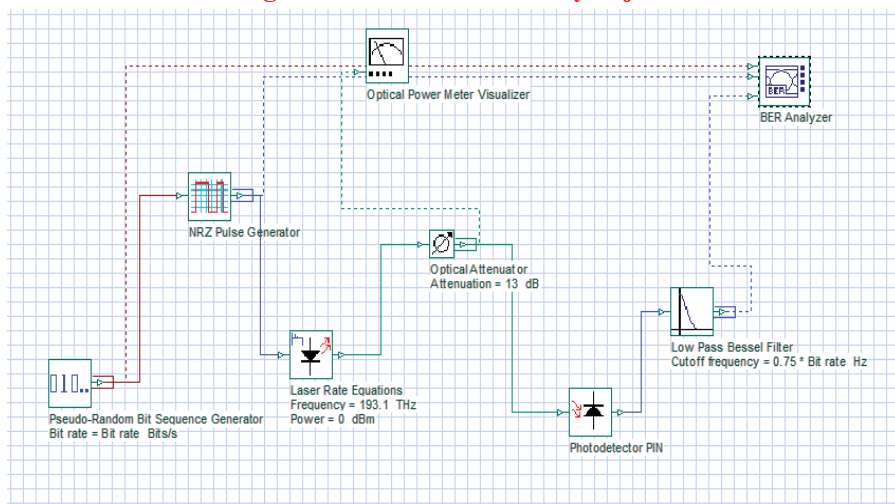 Optical Power Meter Visualizer
BER
BER Analyzer
NRZ Pulse Generator
Optical Attenuator
Attenuation = 13 dB
Low Pass Bessel Filter
Cutoff frequency = 0.75 * Bit rate Hz
Laser Rate Equations
Frequency = 193.1 THz
Power = 0 dBm
010..
Pseudo-Random Bit Sequence Generator
Bit rate = Bit rate Bits/s
Photodetector PIN